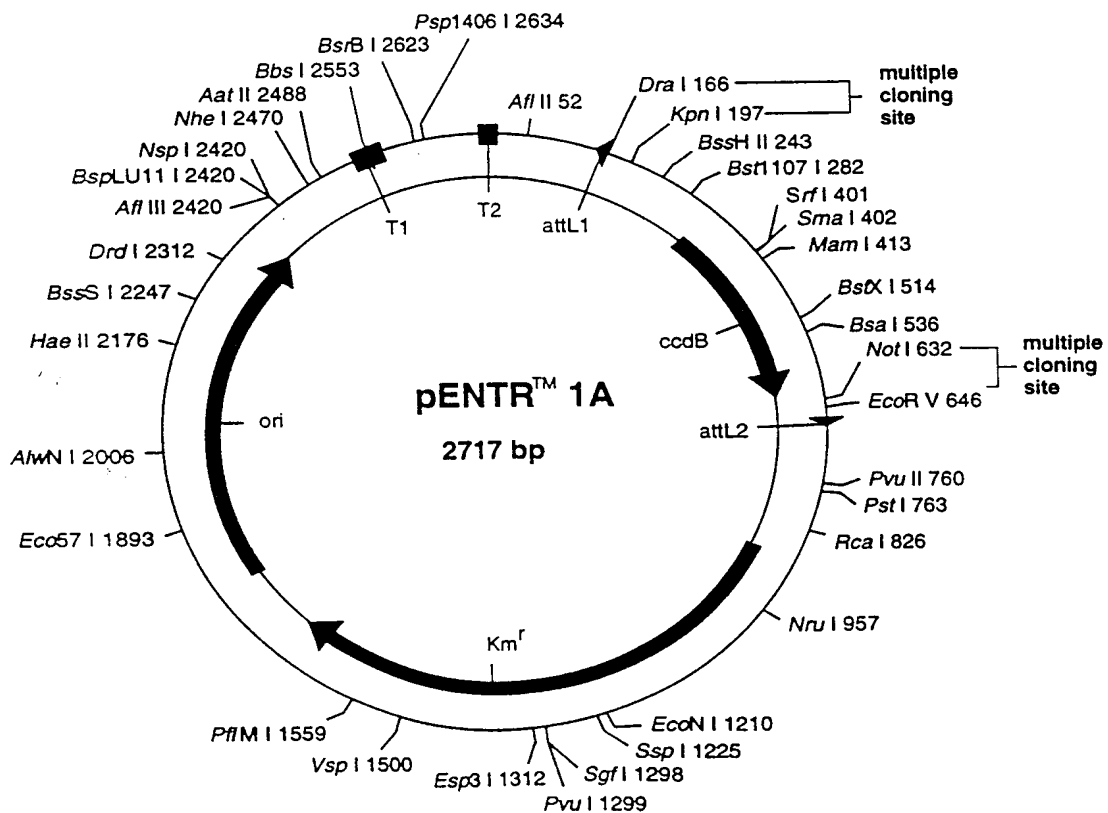 Psp1406 I 2634
BsrB I 2623
Bbs I 2553
Aat II 2488
Nhe I 2470
Nsp I 2420
BspLU11 I 2420
Afl III 2420
Drd I 2312
BssS I 2247
Hae II 2176
AlwN I 2006
Eco57 I 1893
Afl II 52
Dra I 166
Kpn I 197
multiple
cloning
site
BssH II 243
Bst1107 I 282
Srf I 401
Sma I 402
Mam I 413
BstX I 514
Bsa I 536
Not I 632
EcoR V 646
multiple
cloning
site
Pvu II 760
Pst I 763
Rca I 826
Nru I 957
EcoN I 1210
Ssp I 1225
Sgf I 1298
Pvu I 1299
Esp3 I 1312
Vsp I 1500
PflM I 1559
T1
T2
attL1
ccdB
attL2
ori
Kmʳ
pENTR™ 1A
2717 bp